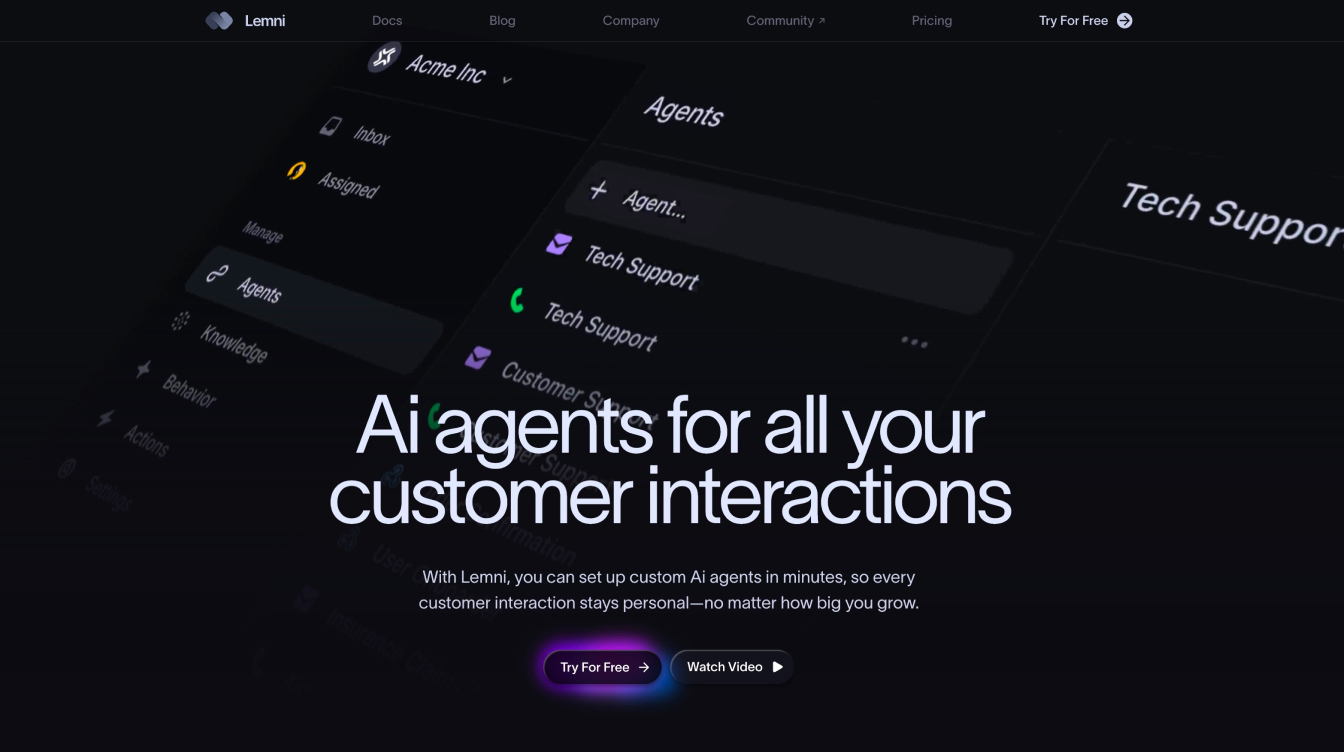 Lemni
Docs
Blog
Company
Community ↗
Pricing
Try For Free
Acme Inc
Inbox
Assigned
Manage
Agents
Knowledge
Behavior
Actions
Settings
Agents
Agent...
Tech Support
Tech Support
Customer Support
Customer Support
Tech Suppor
Ai agents for all your
customer interactions
With Lemni, you can set up custom Ai agents in minutes, so every
customer interaction stays personal—no matter how big you grow.
Try For Free
Watch Video